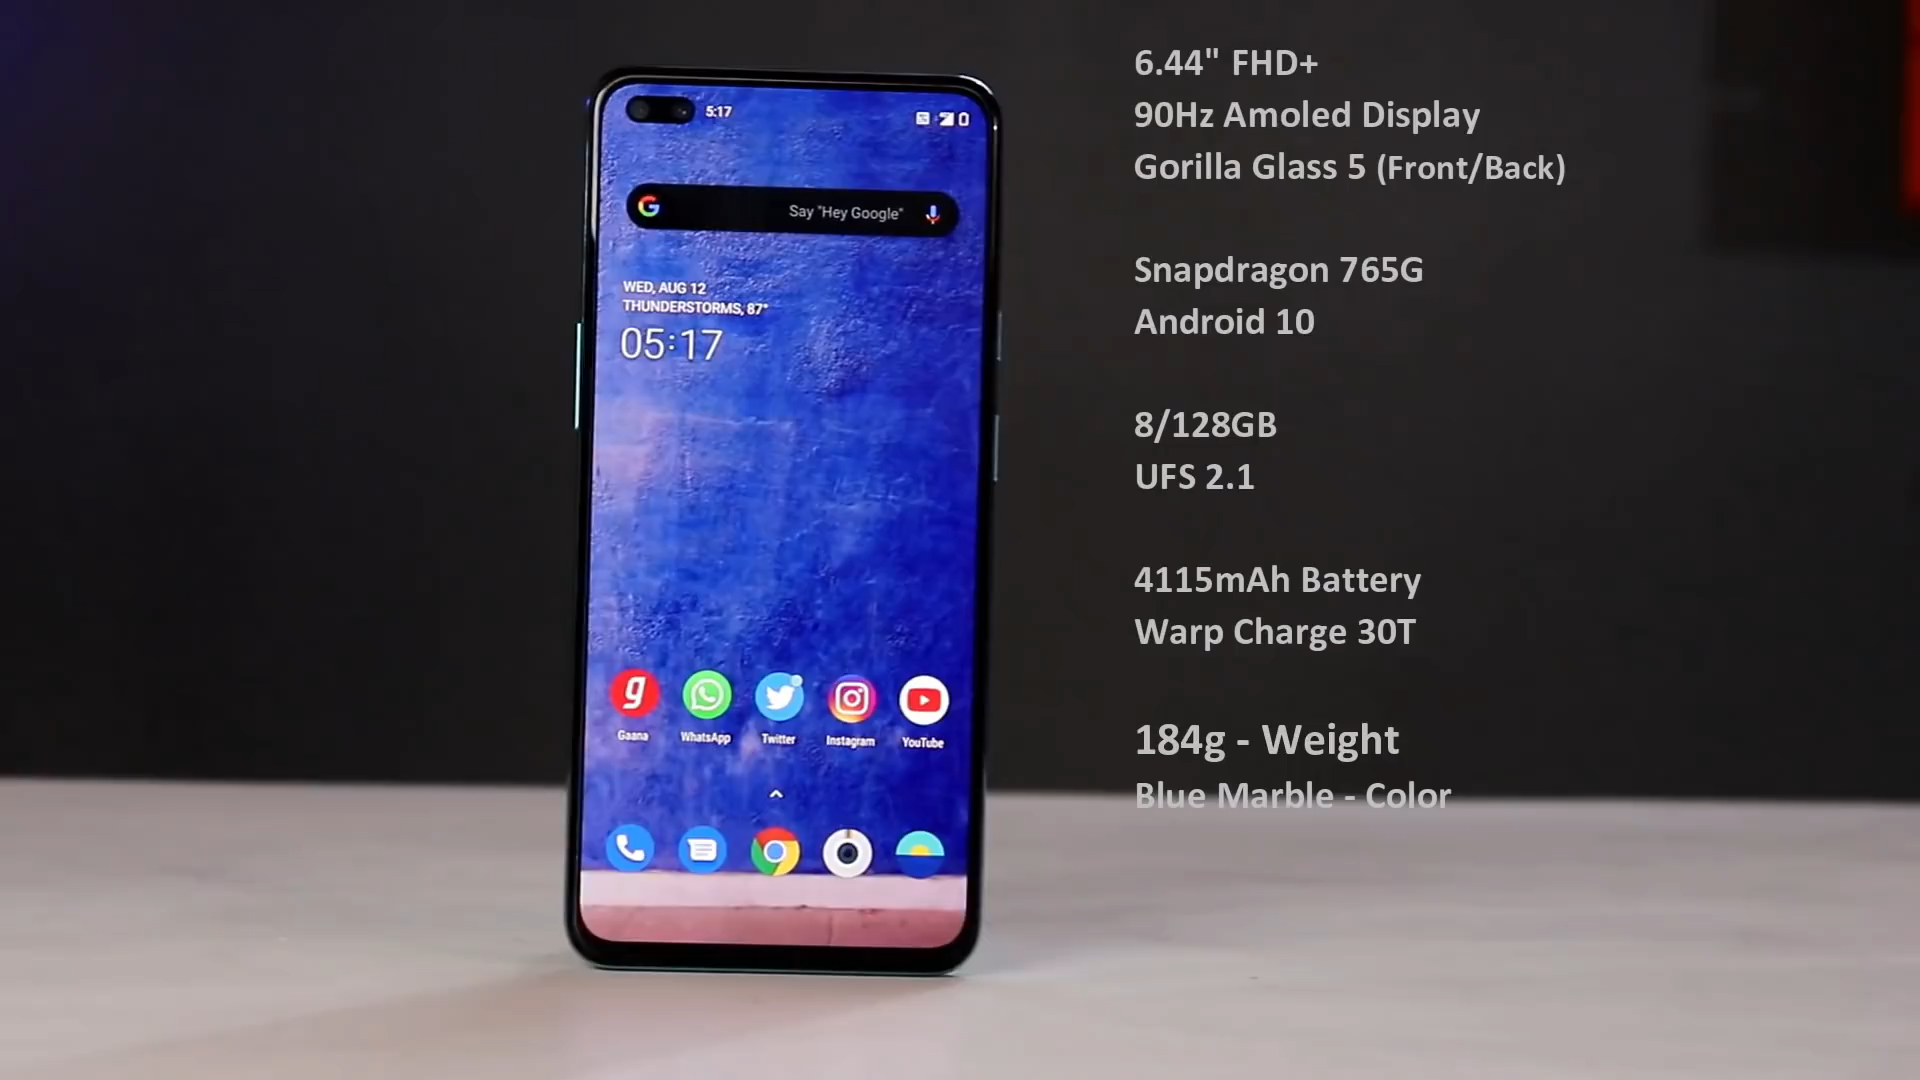 5:17
G Say "Hey Google"
WED, AUG 12
THUNDERSTORMS, 87°
05:17
g
Gaana WhatsApp Twitter Instagram YouTube
6.44" FHD+
90Hz Amoled Display
Gorilla Glass 5 (Front/Back)
Snapdragon 765G
Android 10
8/128GB
UFS 2.1
4115mAh Battery
Warp Charge 30T
184g - Weight
Blue Marble - Color